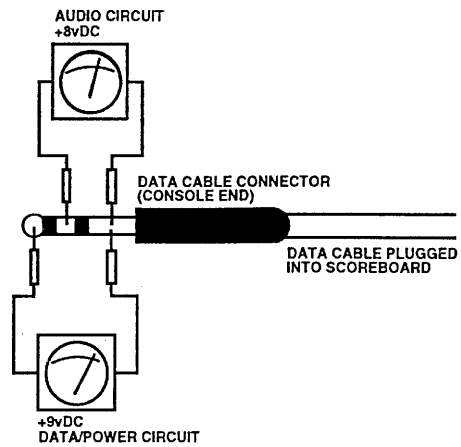 AUDIO CIRCUIT
+8vDC
DATA CABLE CONNECTOR
(CONSOLE END)
DATA CABLE PLUGGED
INTO SCOREBOARD
+9vDC
DATA/POWER CIRCUIT